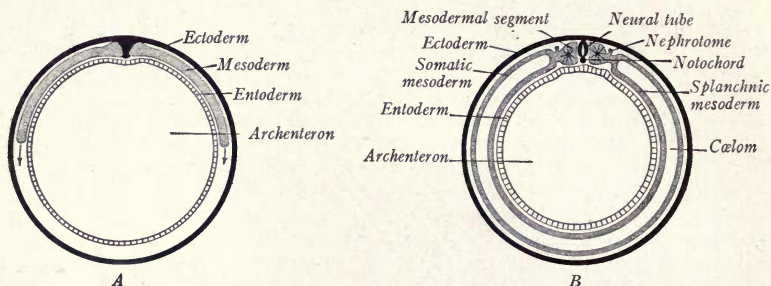 Ectoderm
Mesoderm
Entoderm
Archenteron
A
Mesodermal segment
Ectoderm
Somatic
mesoderm
Entoderm
Archenteron
Neural tube
Nephrotome
Notochord
Splanchnic
mesoderm
Cœlom
B